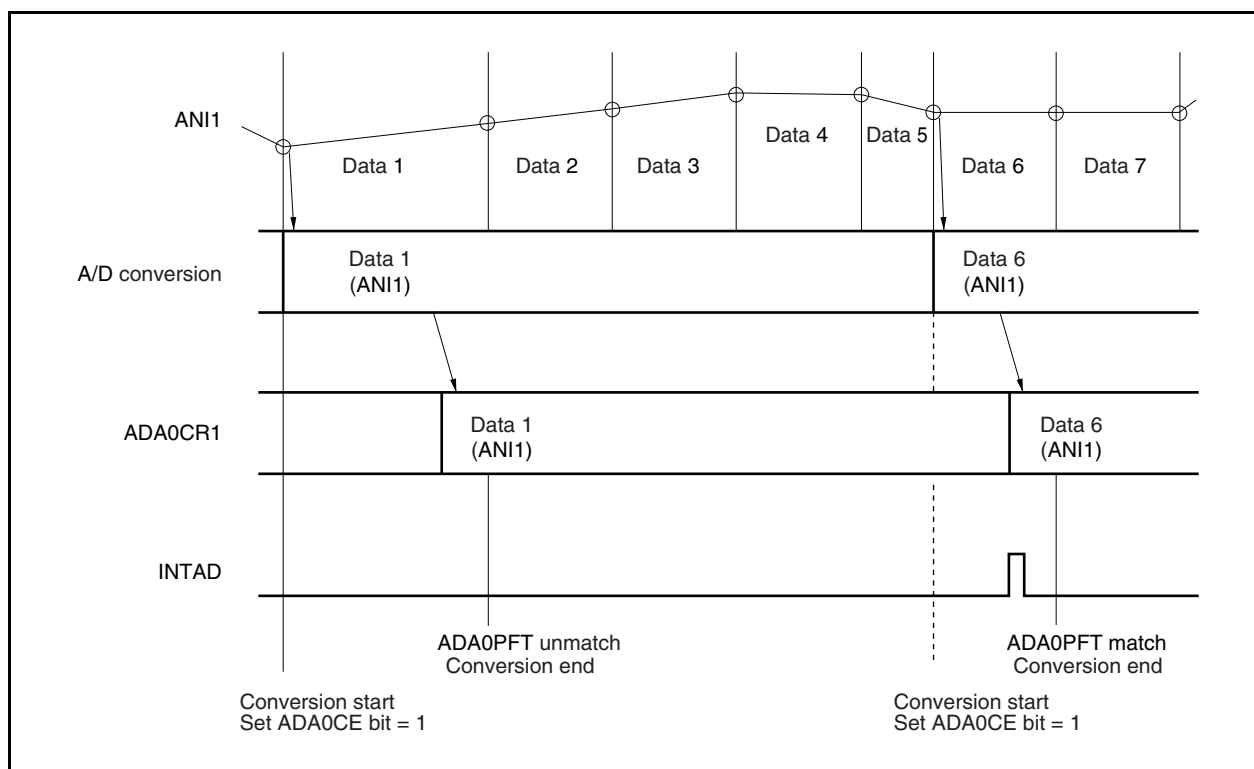 ANI1
Data 1
Data 2
Data 3
Data 4
Data 5
Data 6
Data 7
A/D conversion
Data 1
(ANI1)
Data 6
(ANI1)
ADA0CR1
Data 1
(ANI1)
Data 6
(ANI1)
INTAD
ADA0PFT unmatch
Conversion end
ADA0PFT match
Conversion end
Conversion start
Set ADA0CE bit = 1
Conversion start
Set ADA0CE bit = 1